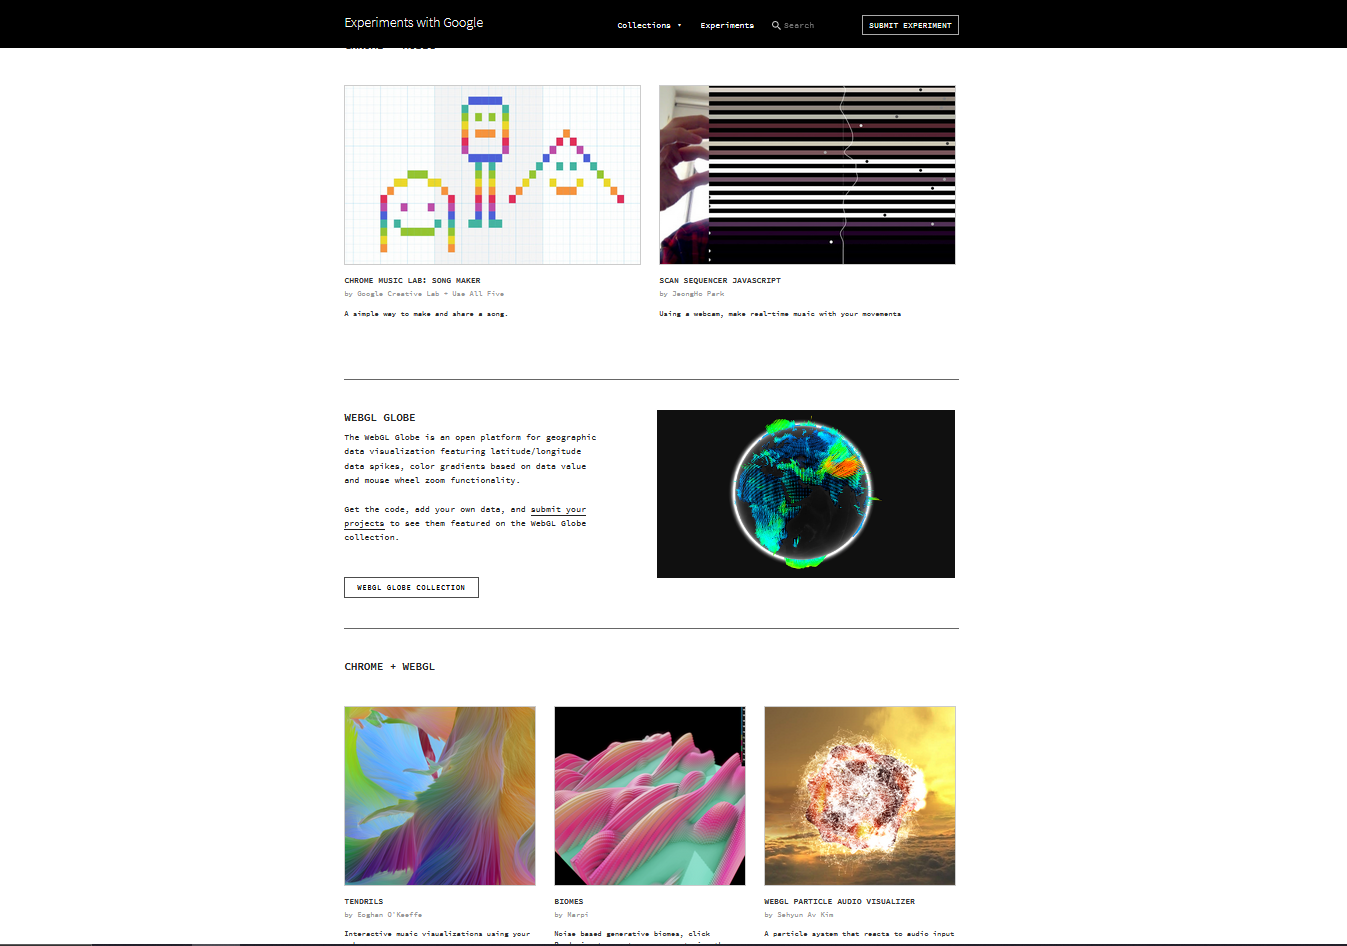 Experiments with Google
Collections ▾
Experiments
Search
SUBMIT EXPERIMENT
CHROME MUSIC LAB: SONG MAKER
by Google Creative Lab + Use All Five
A simple way to make and share a song.
SCAN SEQUENCER JAVASCRIPT
by JeongHo Park
Using a webcam, make real-time music with your movements
WEBGL GLOBE
The WebGL Globe is an open platform for geographic
data visualization featuring latitude/longitude
data spikes, color gradients based on data value
and mouse wheel zoom functionality.
Get the code, add your own data, and submit your
projects to see them featured on the WebGL Globe
collection.
WEBGL GLOBE COLLECTION
CHROME + WEBGL
TENDRILS
by Eoghan O'Keeffe
Interactive music visualizations using your
BIOMES
by Narpi
Noise based generative biomes, click
WEBGL PARTICLE AUDIO VISUALIZER
by Sehyun Av Kim
A particle system that reacts to audio input